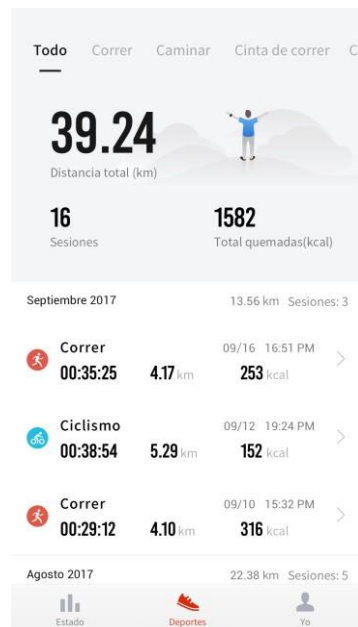 Todo Correr Caminar Cinta de correr C
39.24
Distancia total (km)
16 1582
Sesiones Total quemadas(kcal)
Septiembre 2017 13.56 km Sesiones: 3
Correr 09/16 16:51 PM
00:35:25 4.17 km 253 kcal
Ciclismo 09/12 19:24 PM
00:38:54 5.29 km 152 kcal
Correr 09/10 15:32 PM
00:29:12 4.10 km 316 kcal
Agosto 2017 22.38 km Sesiones: 5
Estado Deportes Yo